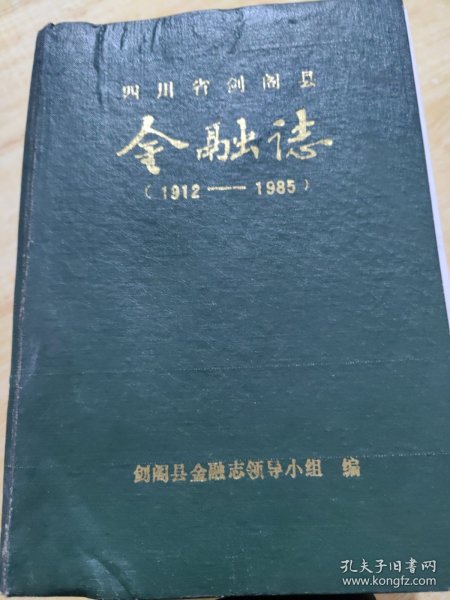 四川省剑阁县
金融誌
(1912——1985)
剑阁县金融志领导小组 编
孔夫子旧书网
www.kongfz.com